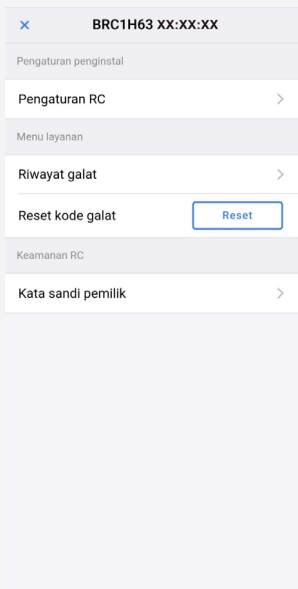 BRC1H63 XX:XX:XX
Pengaturan penginstal
Pengaturan RC
Menu layanan
Riwayat galat
Reset kode galat
Reset
Keamanan RC
Kata sandi pemilik